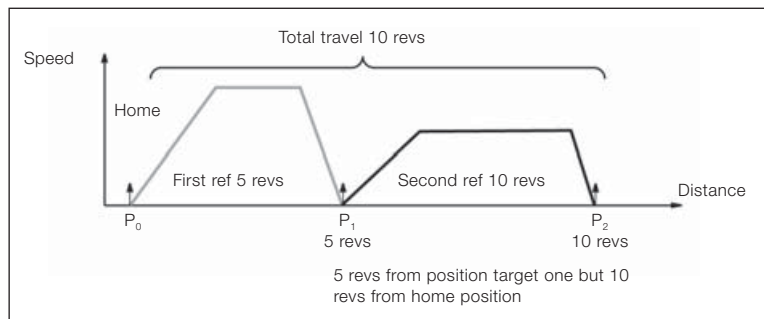 Total travel 10 revs
Speed
Home
First ref 5 revs
Second ref 10 revs
Distance
P₀
P₁
P₂
5 revs
10 revs
5 revs from position target one but 10
revs from home position